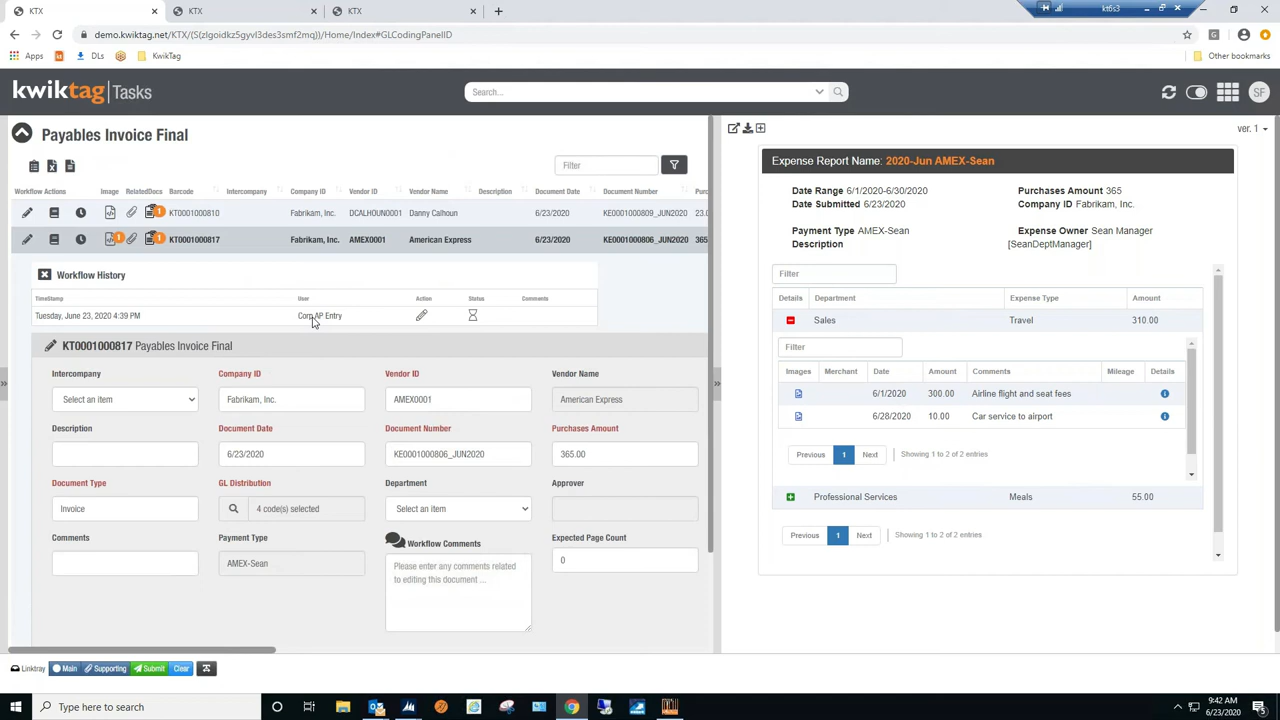 KTX
KTX
KTX
kt6s3
demo.kwiktag.net/KTX/(S(zlgoidkz5gyvl3des3smf2mq))/Home/Index#GLCodingPanelID
Apps
DLs
KwikTag
Other bookmarks
kwiktag Tasks
Search...
SF
Payables Invoice Final
ver. 1
Filter
Workflow Actions Image RelatedDocs Barcode Intercompany Company ID Vendor ID Vendor Name Description Document Date Document Number Purc
1 KT0001000810 Fabrikam, Inc. DCALHOUN0001 Danny Calhoun 6/23/2020 KE0001000809_JUN2020 23.0
1 1 KT0001000817 Fabrikam, Inc. AMEX0001 American Express 6/23/2020 KE0001000806_JUN2020 365
Workflow History
TimeStamp User Action Status Comments
Tuesday, June 23, 2020 4:39 PM Corp AP Entry
KT0001000817 Payables Invoice Final
Intercompany Company ID Vendor ID Vendor Name
Select an item Fabrikam, Inc. AMEX0001 American Express
Description Document Date Document Number Purchases Amount
6/23/2020 KE0001000806_JUN2020 365.00
Document Type GL Distribution Department Approver
Invoice 4 code(s) selected Select an item
Comments Payment Type Workflow Comments Expected Page Count
AMEX-Sean Please enter any comments related to editing this document ... 0
Linktray Main Supporting Submit Clear
Expense Report Name: 2020-Jun AMEX-Sean
Date Range 6/1/2020-6/30/2020 Purchases Amount 365
Date Submitted 6/23/2020 Company ID Fabrikam, Inc.
Payment Type AMEX-Sean Expense Owner Sean Manager
Description [SeanDeptManager]
Filter
Details Department Expense Type Amount
Sales Travel 310.00
Filter
Images Merchant Date Amount Comments Mileage Details
6/1/2020 300.00 Airline flight and seat fees
6/28/2020 10.00 Car service to airport
Previous 1 Next Showing 1 to 2 of 2 entries
Professional Services Meals 55.00
Previous 1 Next Showing 1 to 2 of 2 entries
Type here to search
9:42 AM
6/23/2020